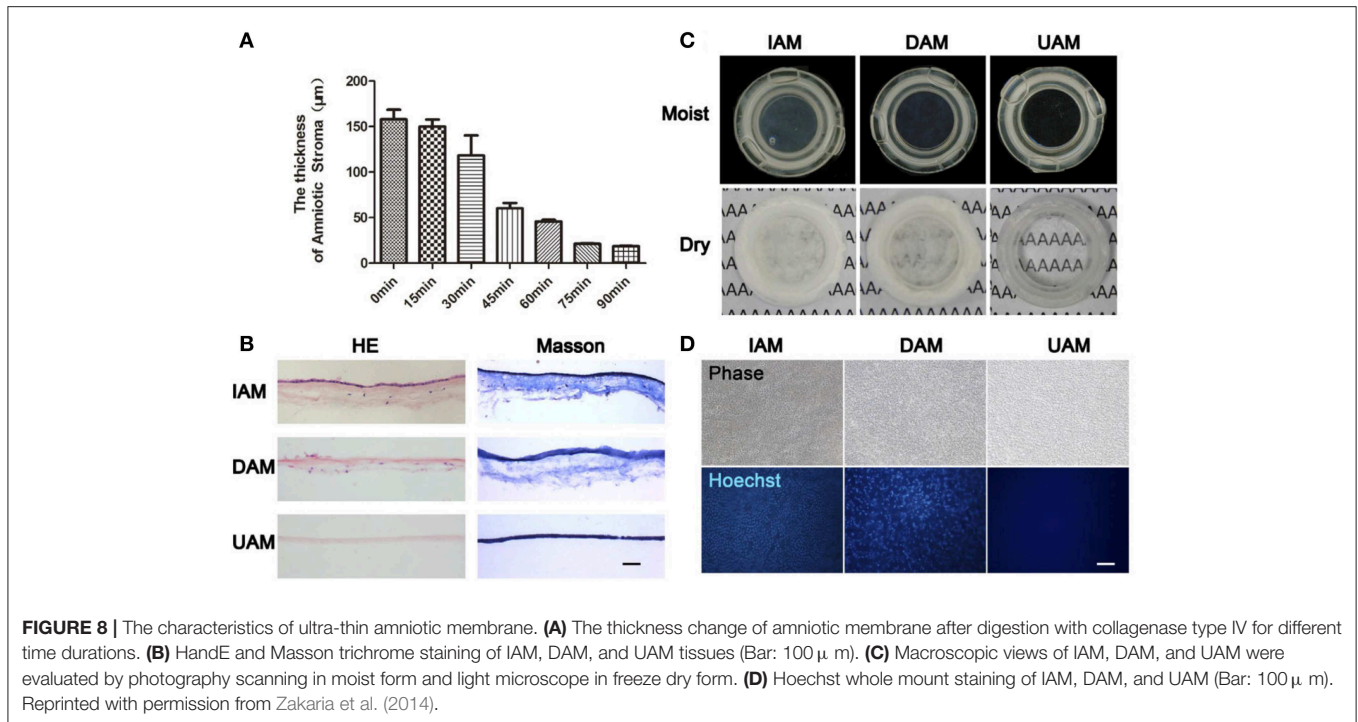 A
The thickness
of Amniotic Stroma (μm)
200
150
100
50
0
0min
15min
30min
45min
60min
75min
90min
C
IAM DAM UAM
Moist
Dry
AAAAA
AAAAA
B
HE Masson
IAM
DAM
UAM
D
IAM DAM UAM
Phase
Hoechst
FIGURE 8 | The characteristics of ultra-thin amniotic membrane. (A) The thickness change of amniotic membrane after digestion with collagenase type IV for different
time durations. (B) HandE and Masson trichrome staining of IAM, DAM, and UAM tissues (Bar: 100 μ m). (C) Macroscopic views of IAM, DAM, and UAM were
evaluated by photography scanning in moist form and light microscope in freeze dry form. (D) Hoechst whole mount staining of IAM, DAM, and UAM (Bar: 100 μ m).
Reprinted with permission from Zakaria et al. (2014).